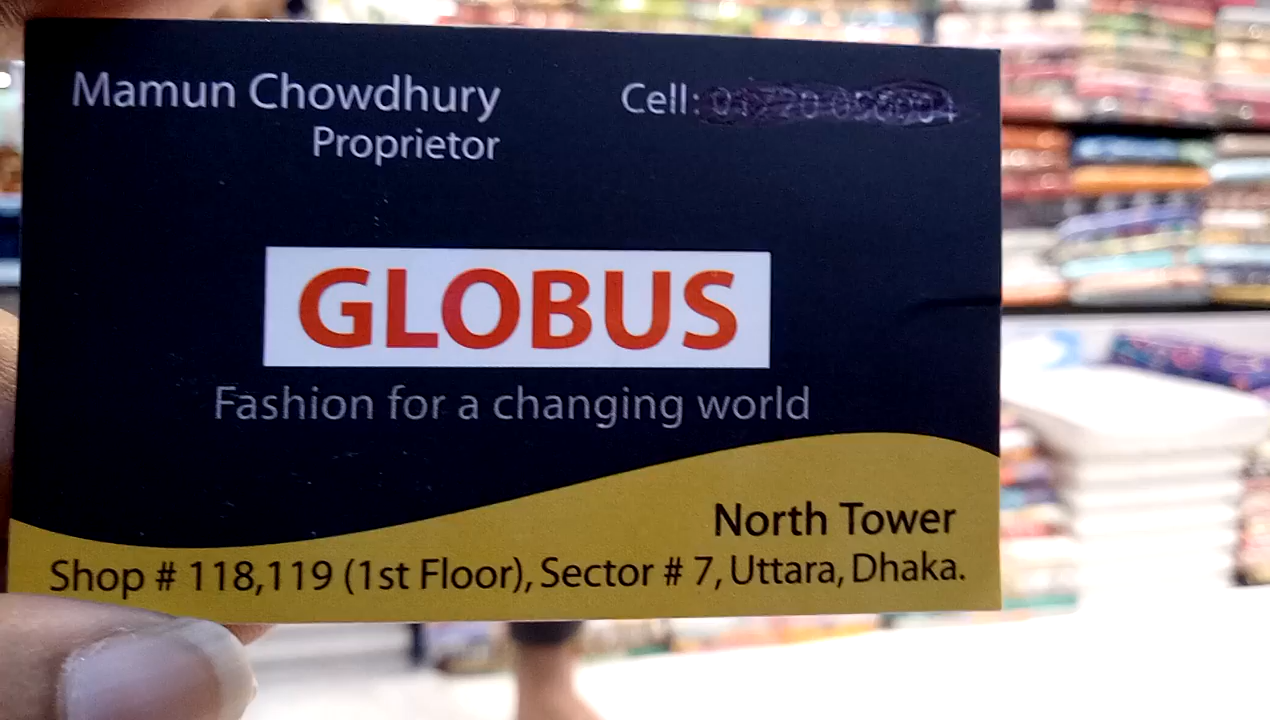 Mamun Chowdhury
Proprietor
Cell:
GLOBUS
Fashion for a changing world
North Tower
Shop # 118,119 (1st Floor), Sector # 7, Uttara, Dhaka.